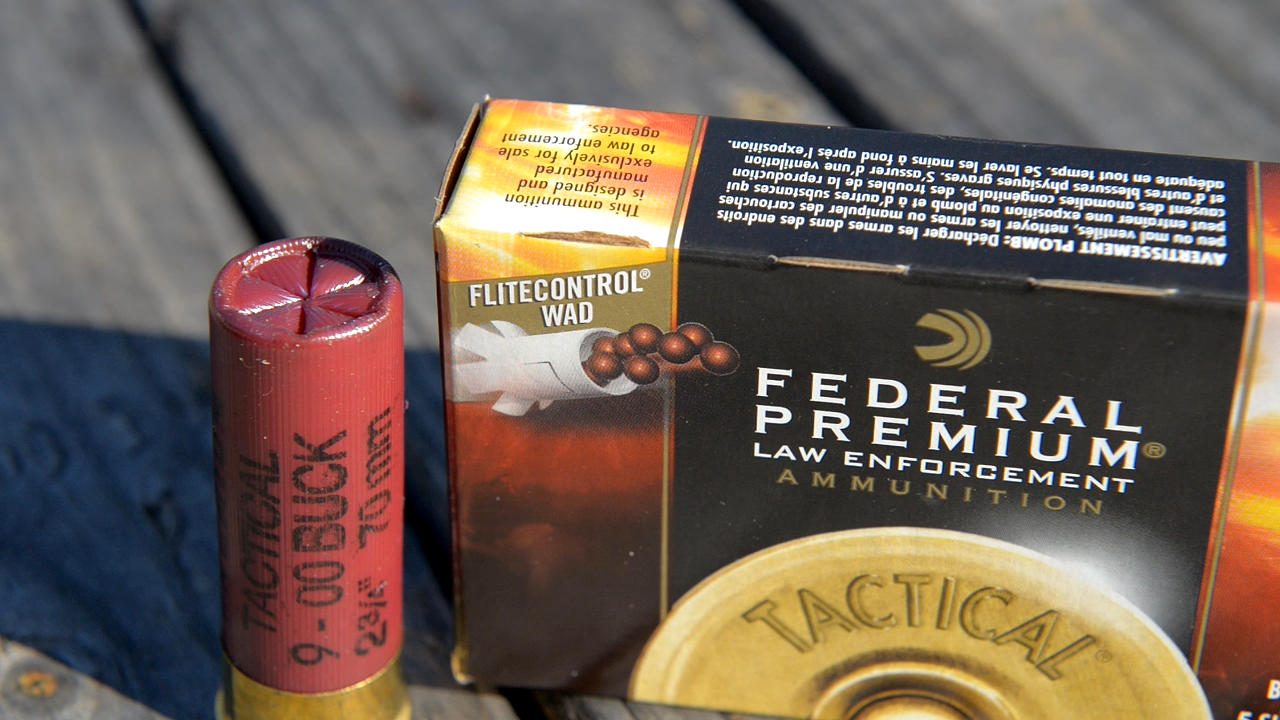 TACTICAL
9-00 BUCK
2¾" 70 mm.
This ammunition
is designed and
manufactured
exclusively for sale
to law enforcement
agencies.
FLITECONTROL®
WAD
AVERTISSEMENT PLOMB: Décharger les armes dans des endroits
peu ou mal ventilés, nettoyer les armes ou manipuler des cartouches
peut entraîner une exposition au plomb et à d'autres substances qui
causent des anomalies congénitales, des troubles de la reproduction
et d'autres blessures physiques graves. S'assurer d'une ventilation
adéquate en tout temps. Se laver les mains à fond après l'exposition.
FEDERAL
PREMIUM®
LAW ENFORCEMENT
AMMUNITION
TACTICAL®